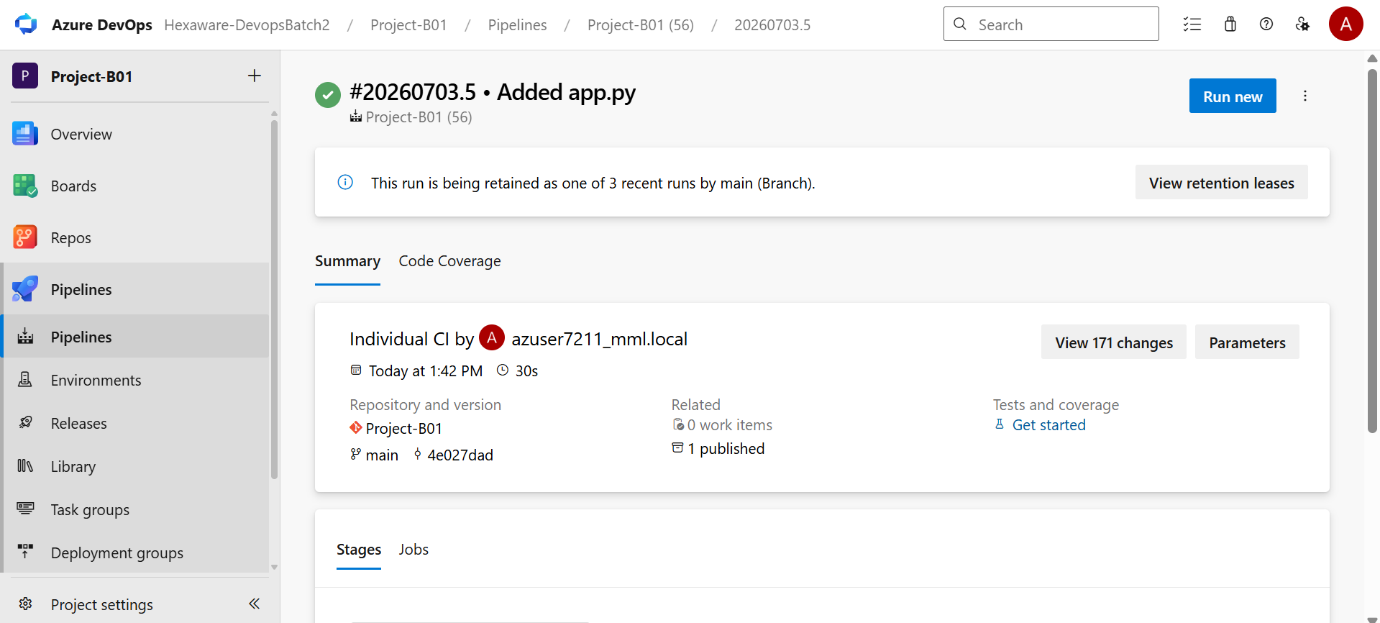 Azure DevOps Hexaware-DevopsBatch2 / Project-B01 / Pipelines / Project-B01 (56) / 20260703.5 Search A
P Project-B01 +
Overview
Boards
Repos
Pipelines
Pipelines
Environments
Releases
Library
Task groups
Deployment groups
Project settings
#20260703.5 • Added app.py
Project-B01 (56)
Run new
This run is being retained as one of 3 recent runs by main (Branch).
View retention leases
Summary Code Coverage
Individual CI by A azuser7211_mml.local
View 171 changes Parameters
Today at 1:42 PM 30s
Repository and version
Project-B01
main 4e027dad
Related
0 work items
1 published
Tests and coverage
Get started
Stages Jobs